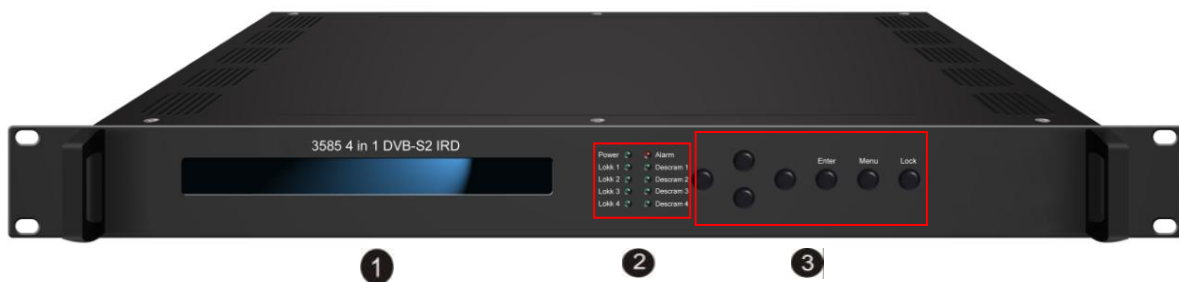 3585 4 in 1 DVB-S2 IRD
Power Alarm
Lokk 1 Descram 1
Lokk 2 Descram 2
Lokk 3 Descram 3
Lokk 4 Descram 4
Enter Menu Lock
1 2 3